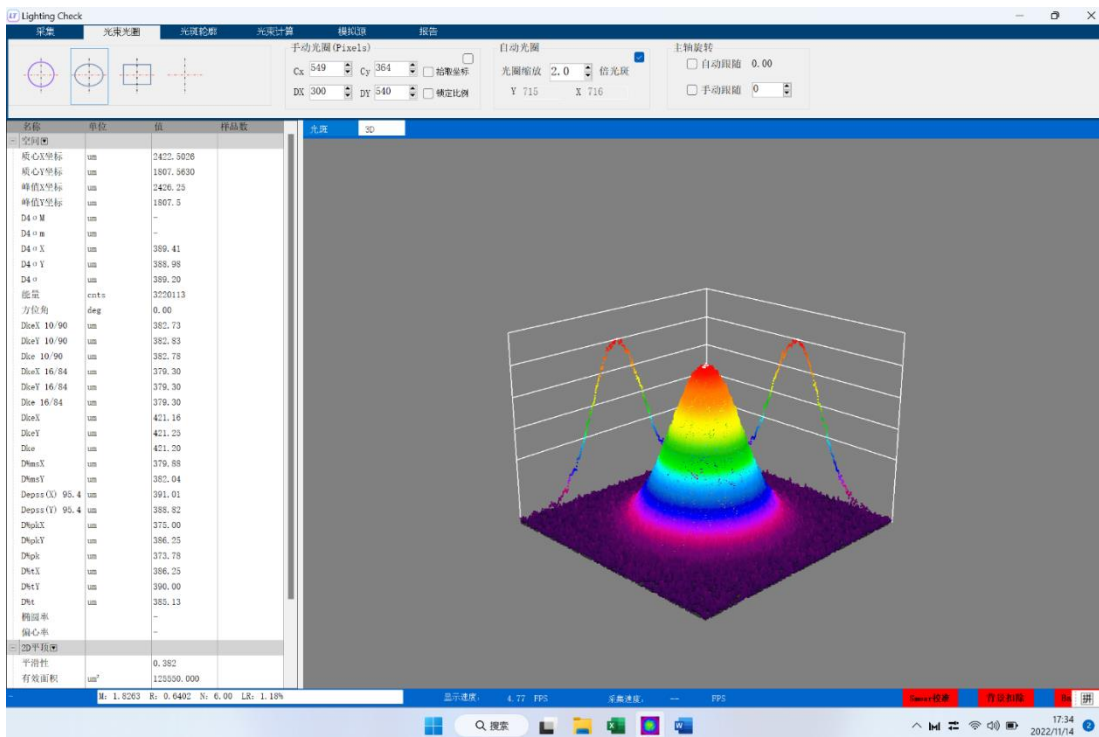 Lighting Check
采集 光束光圈 光斑轮廓 光束计算 模拟源 报告
手动光圈(Pixels) 自动光圈 主轴旋转
Cx 549 Cy 364 拾取坐标 光圈缩放 2.0 倍光斑 自动跟随 0.00
DX 300 DY 540 锁定比例 Y 715 X 716 手动跟随 0
名称 单位 值 样品数
光斑 3D
空间
质心X坐标 um 2422.5026
质心Y坐标 um 1807.5630
峰值X坐标 um 2426.25
峰值Y坐标 um 1807.5
D4σM um -
D4σm um -
D4σX um 389.41
D4σY um 388.98
D4σ um 389.20
能量 cnts 3220113
方位角 deg 0.00
DkeX 10/90 um 382.73
DkeY 10/90 um 382.83
Dke 10/90 um 382.78
DkeX 16/84 um 379.30
DkeY 16/84 um 379.30
Dke 16/84 um 379.30
DkeX um 421.16
DkeY um 421.25
Dke um 421.20
D%msX um 379.88
D%msY um 382.04
Depss(X) 95.4 um 391.01
Depss(Y) 95.4 um 388.82
D%pkX um 375.00
D%pkY um 386.25
D%pk um 373.78
D%tX um 386.25
D%tY um 390.00
D%t um 385.13
椭圆率 -
偏心率 -
2D平顶
平滑性 0.382
有效面积 um² 123550.000
- M: 1.8263 R: 0.6402 N: 6.00 LR: 1.18% 显示速度: 4.77 FPS 采集速度: -- FPS 背景扣除 拼
搜索
17:34
2022/11/14
2